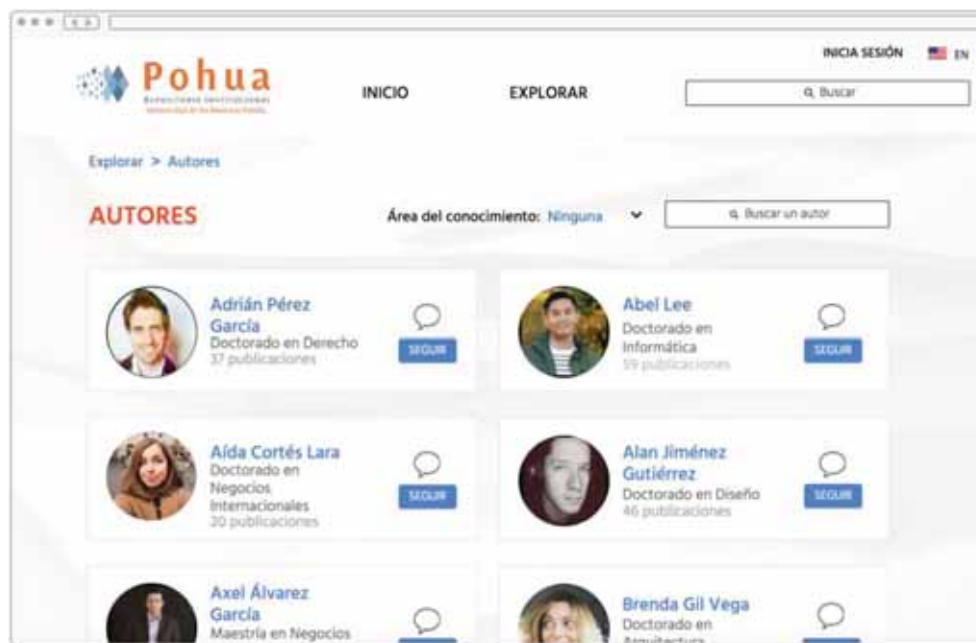 INICIA SESIÓN EN
Pohua
REPOSITORIO INSTITUCIONAL
INICIO
EXPLORAR
Buscar
Explorar > Autores
AUTORES
Área del conocimiento: Ninguna
Buscar un autor
Adrián Pérez
García
Doctorado en Derecho
37 publicaciones
SEGUIR
Abel Lee
Doctorado en
Informática
59 publicaciones
SEGUIR
Aída Cortés Lara
Doctorado en
Negocios
Internacionales
20 publicaciones
SEGUIR
Alan Jiménez
Gutiérrez
Doctorado en Diseño
46 publicaciones
SEGUIR
Axel Álvarez
García
Maestría en Negocios
Brenda Gil Vega
Doctorado en
Arquitectura